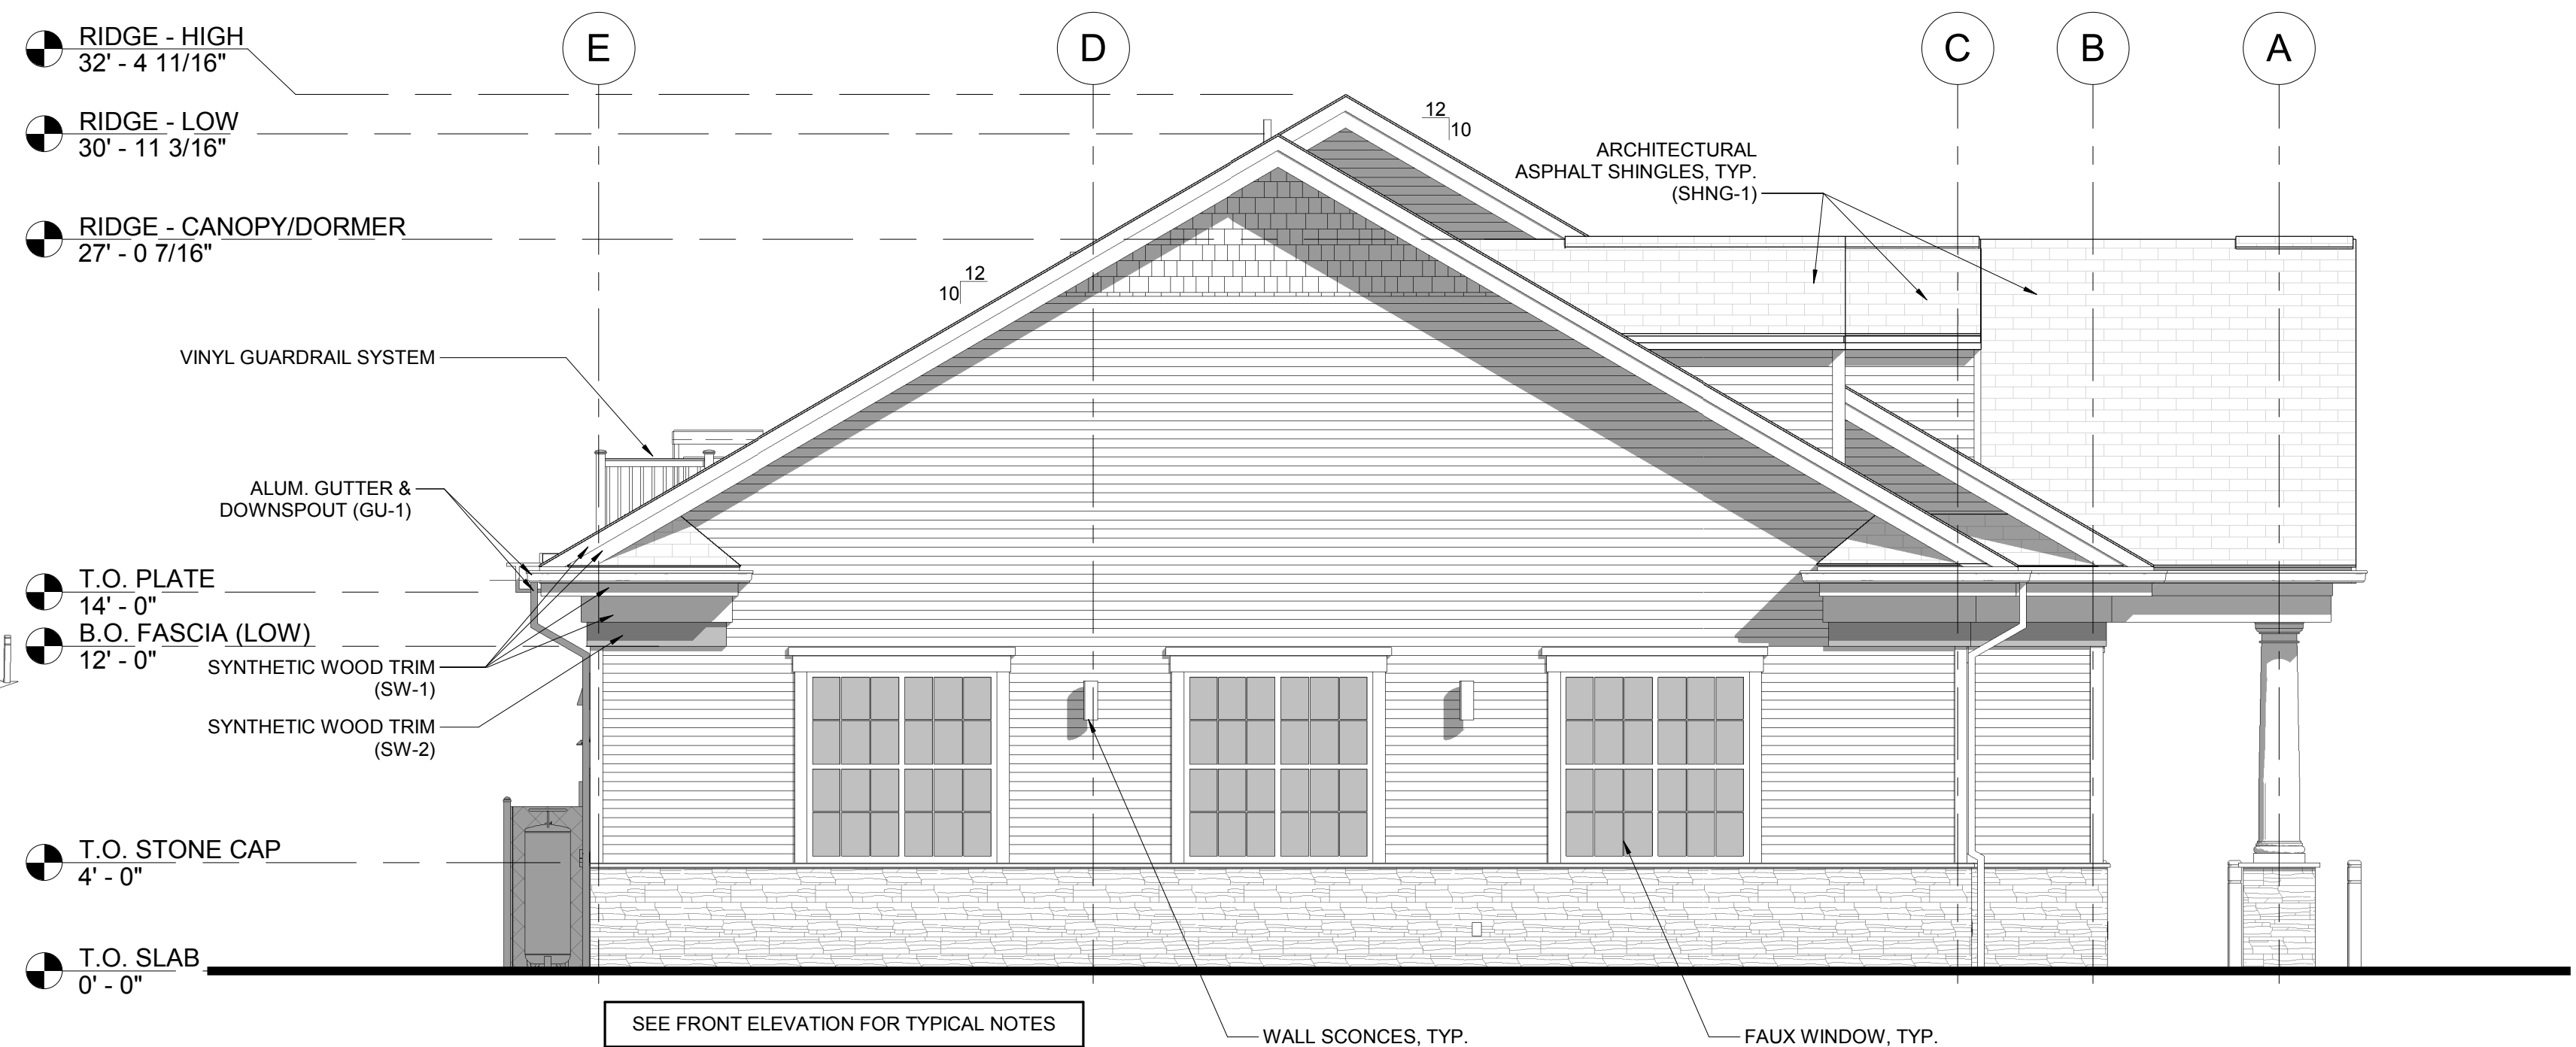 E
D
C
B
A
RIDGE - HIGH
32' - 4 11/16"
RIDGE - LOW
30' - 11 3/16"
RIDGE - CANOPY/DORMER
27' - 0 7/16"
12
10
ARCHITECTURAL
ASPHALT SHINGLES, TYP.
(SHNG-1)
12
10
VINYL GUARDRAIL SYSTEM
ALUM. GUTTER &
DOWNSPOUT (GU-1)
T.O. PLATE
14' - 0"
B.O. FASCIA (LOW)
12' - 0"
SYNTHETIC WOOD TRIM
(SW-1)
SYNTHETIC WOOD TRIM
(SW-2)
T.O. STONE CAP
4' - 0"
T.O. SLAB
0' - 0"
SEE FRONT ELEVATION FOR TYPICAL NOTES
WALL SCONCES, TYP.
FAUX WINDOW, TYP.